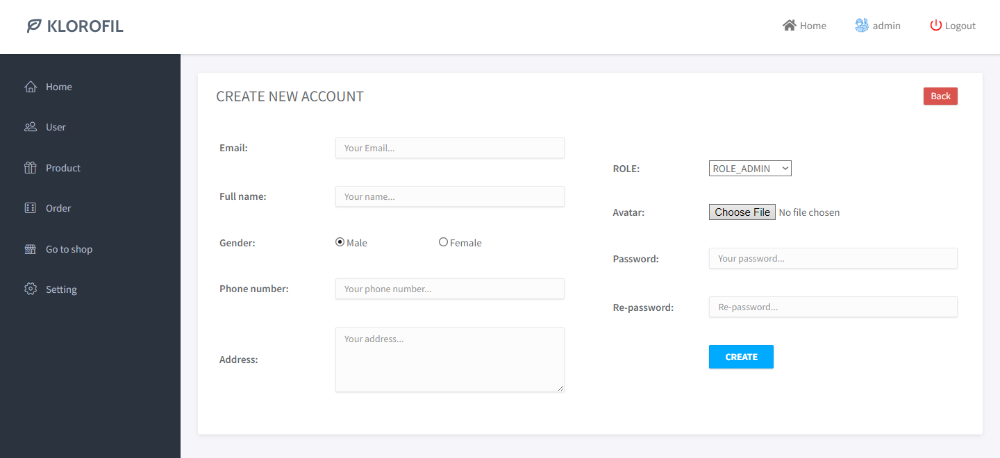 KLOROFIL
Home
admin
Logout
Home
User
Product
Order
Go to shop
Setting
CREATE NEW ACCOUNT
Back
Email:
Your Email...
Full name:
Your name...
Gender:
Male
Female
Phone number:
Your phone number...
Address:
Your address...
ROLE:
ROLE_ADMIN
Avatar:
Choose File
No file chosen
Password:
Your password...
Re-password:
Re-password...
CREATE